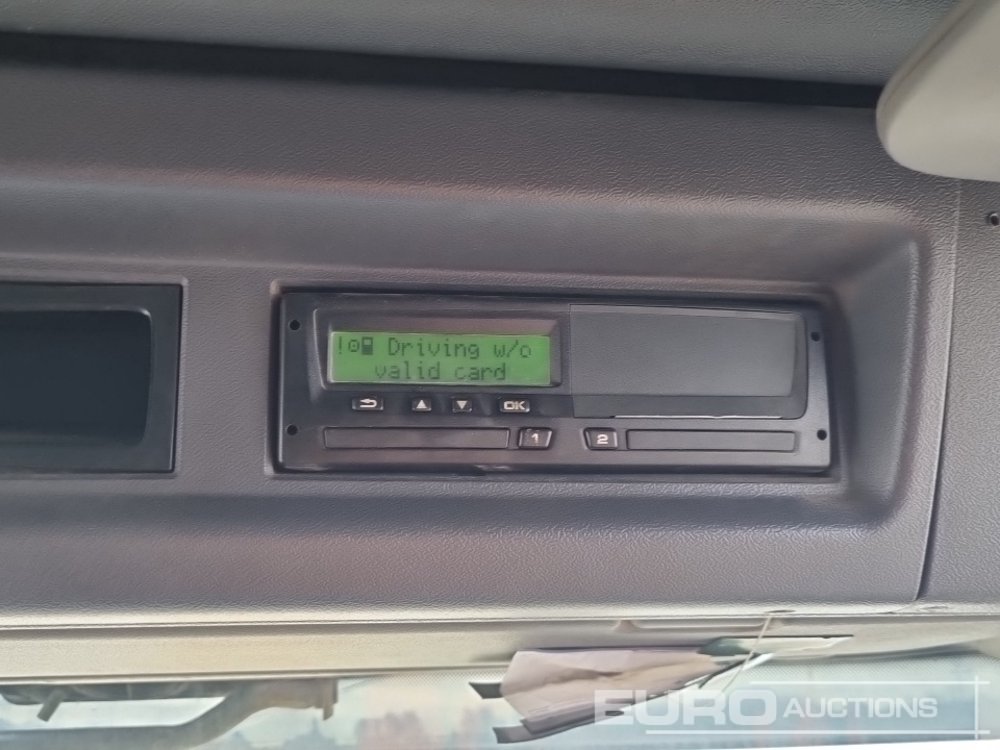 ! Driving w/o
valid card
OK
1 2
EURO AUCTIONS